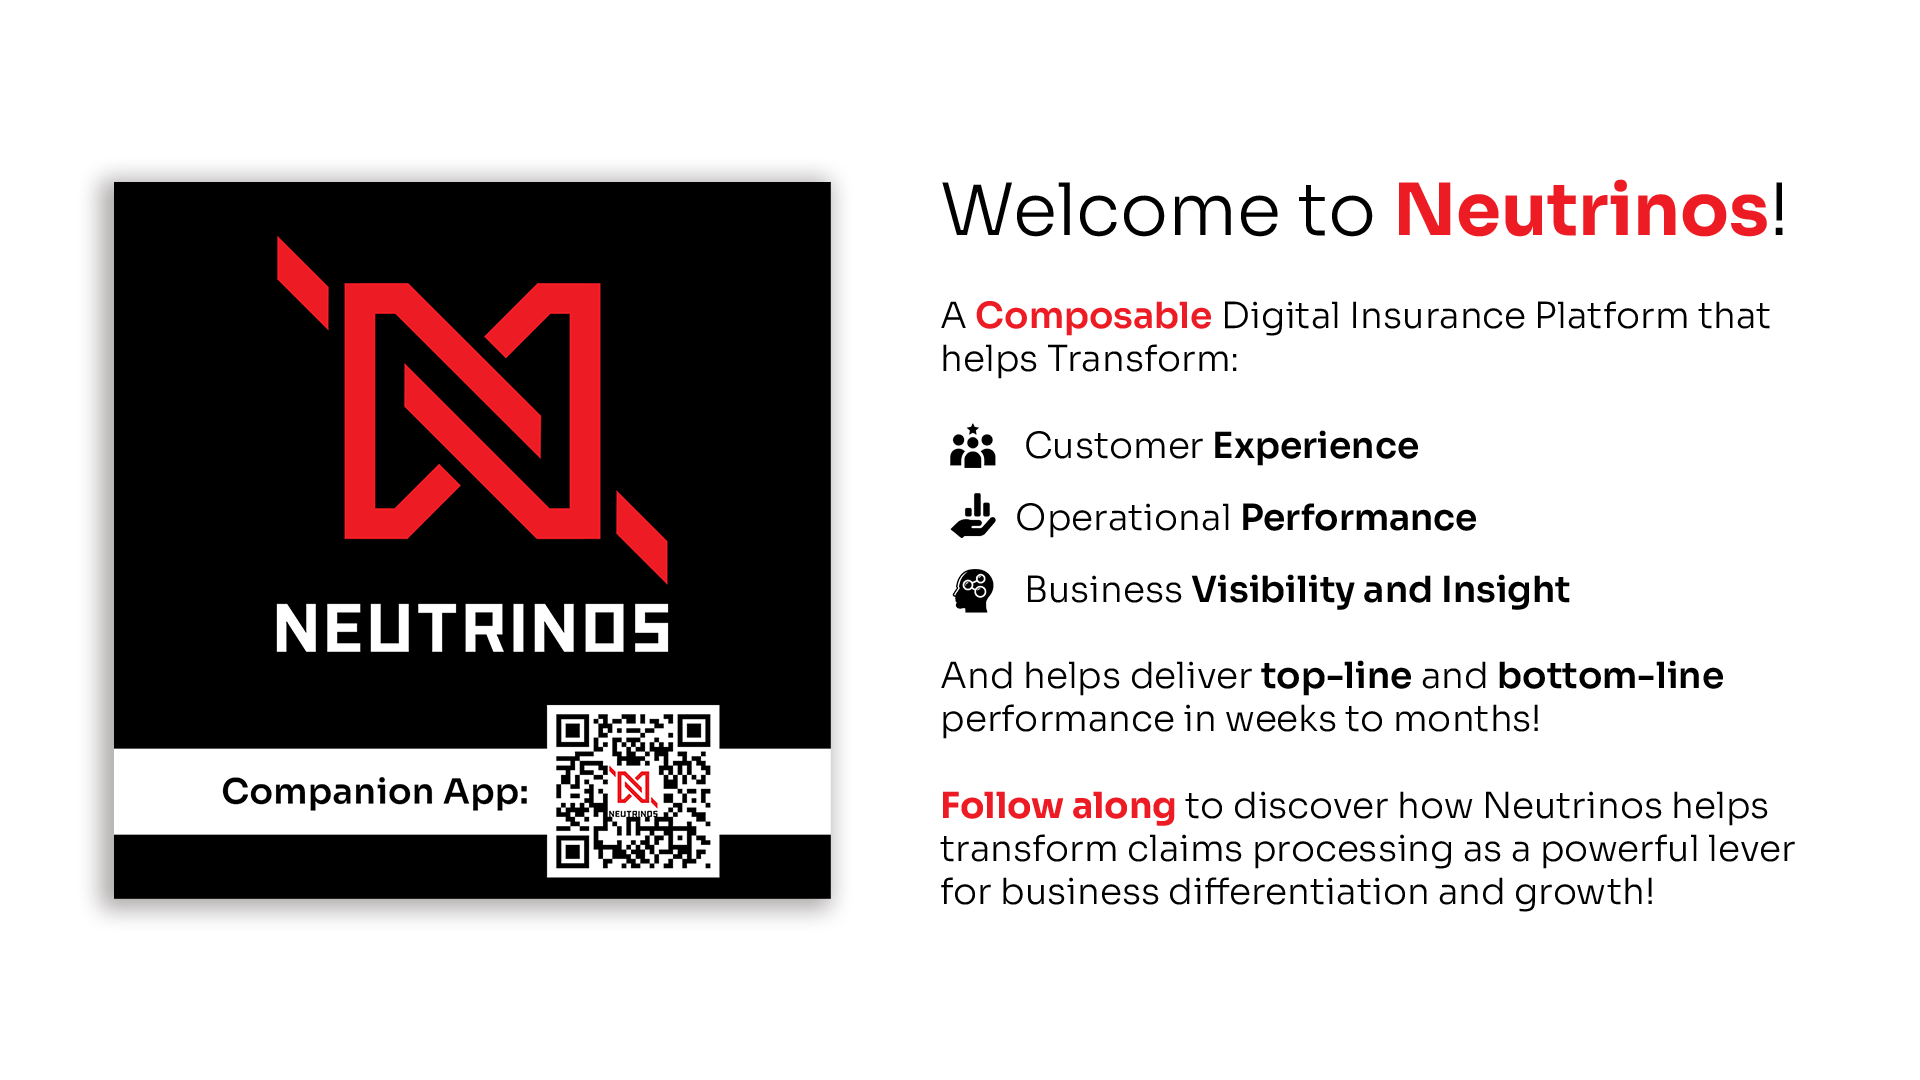 NEUTRINOS
Companion App:
NEUTRINOS
Welcome to Neutrinos!
A Composable Digital Insurance Platform that
helps Transform:
Customer Experience
Operational Performance
Business Visibility and Insight
And helps deliver top-line and bottom-line
performance in weeks to months!
Follow along to discover how Neutrinos helps
transform claims processing as a powerful lever
for business differentiation and growth!